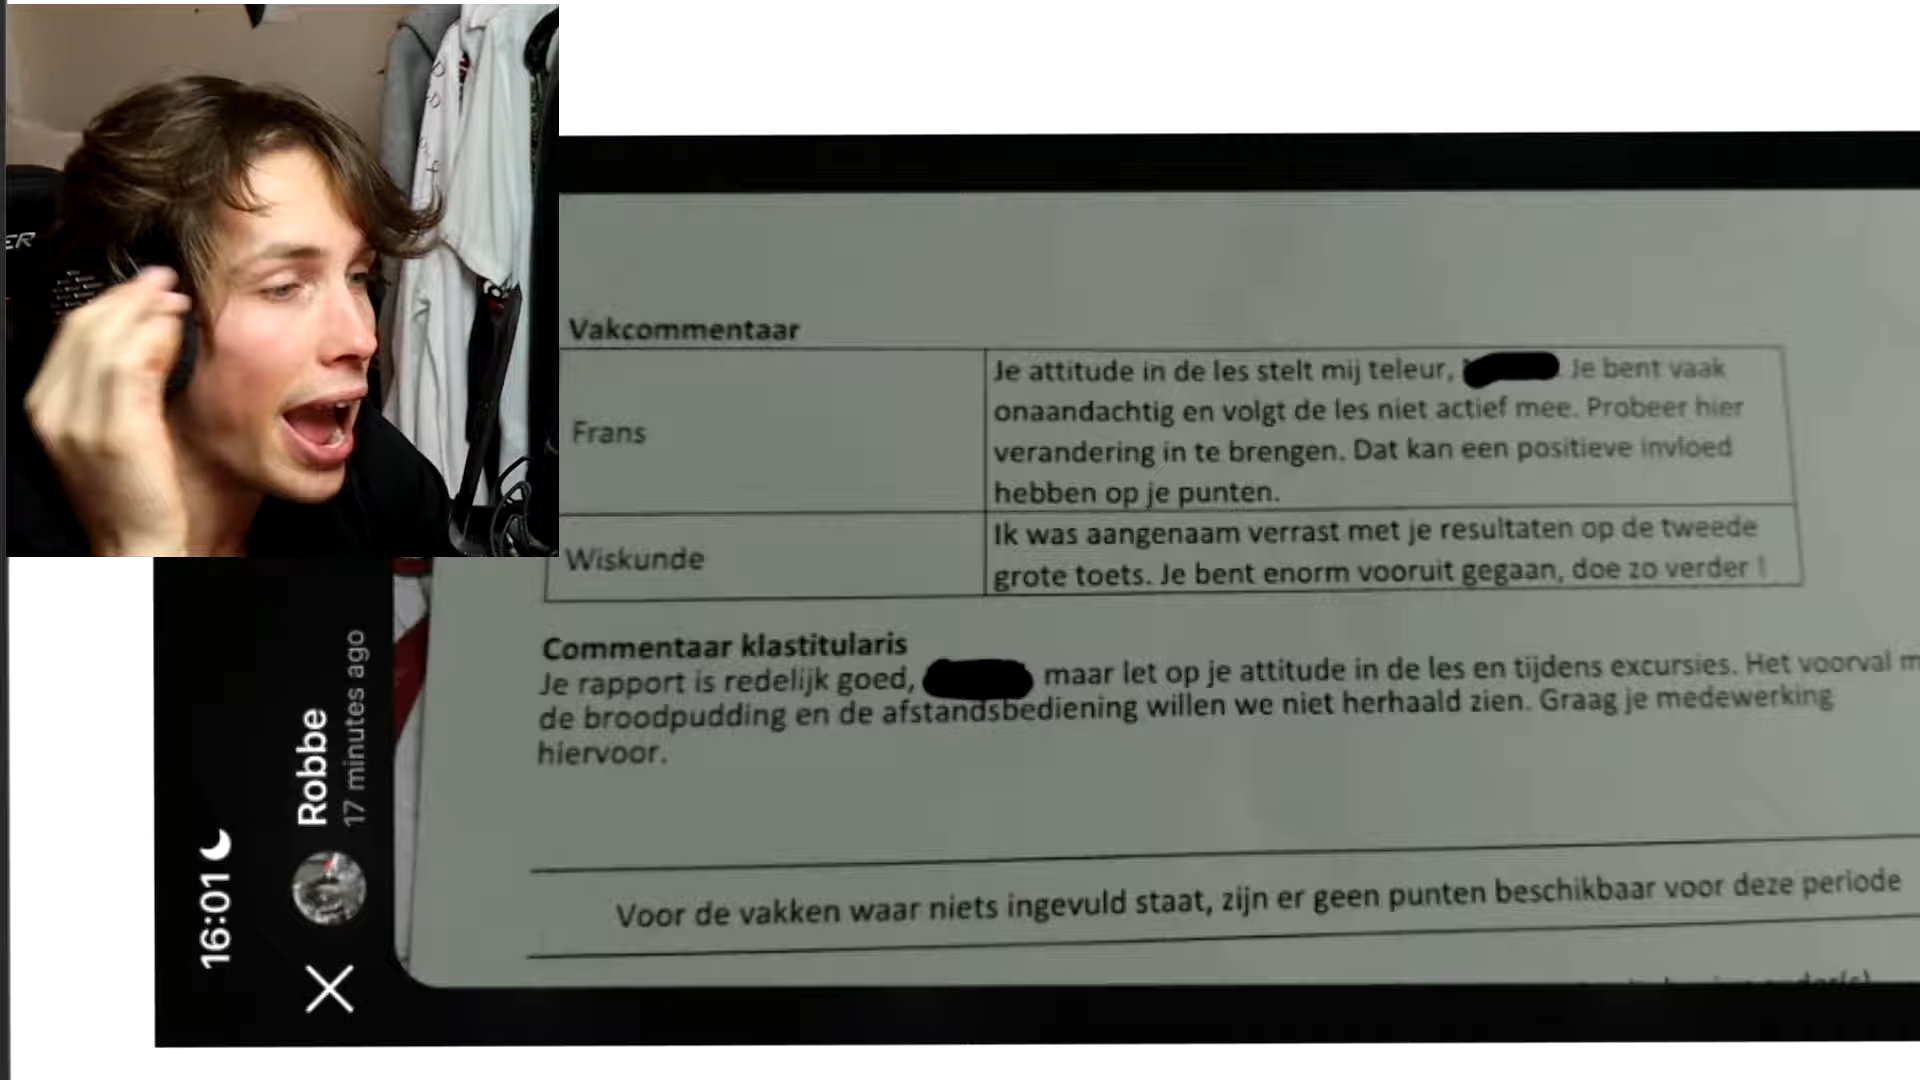 ER
Vakcommentaar
Frans
Je attitude in de les stelt mij teleur, Je bent vaak
onaandachtig en volgt de les niet actief mee. Probeer hier
verandering in te brengen. Dat kan een positieve invloed
hebben op je punten.
Wiskunde
Ik was aangenaam verrast met je resultaten op de tweede
grote toets. Je bent enorm vooruit gegaan, doe zo verder !
Commentaar klastitularis
Je rapport is redelijk goed, maar let op je attitude in de les en tijdens excursies. Het voorval
de broodpudding en de afstandsbediening willen we niet herhaald zien. Graag je medewerking
hiervoor.
Voor de vakken waar niets ingevuld staat, zijn er geen punten beschikbaar voor deze periode
16:01
Robbe
17 minutes ago